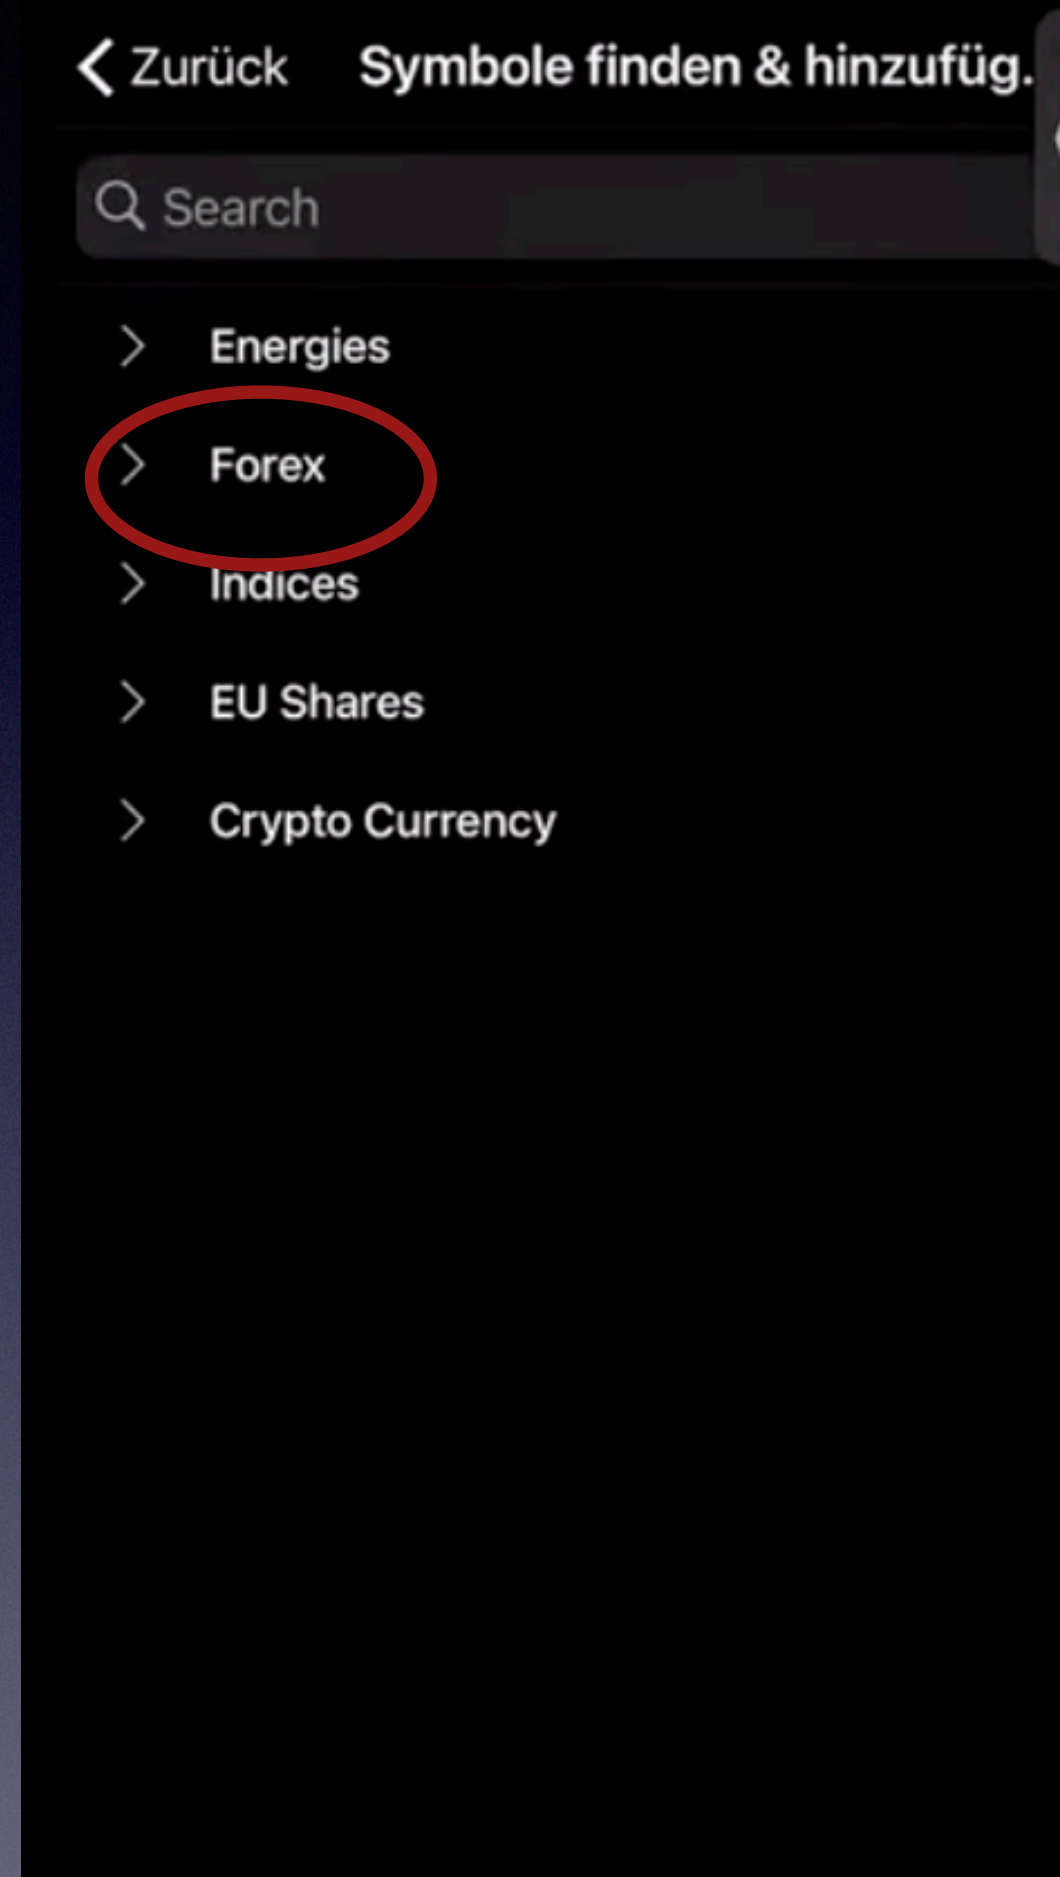 Zurück Symbole finden & hinzufüg.
Search
Energies
Forex
Indices
EU Shares
Crypto Currency